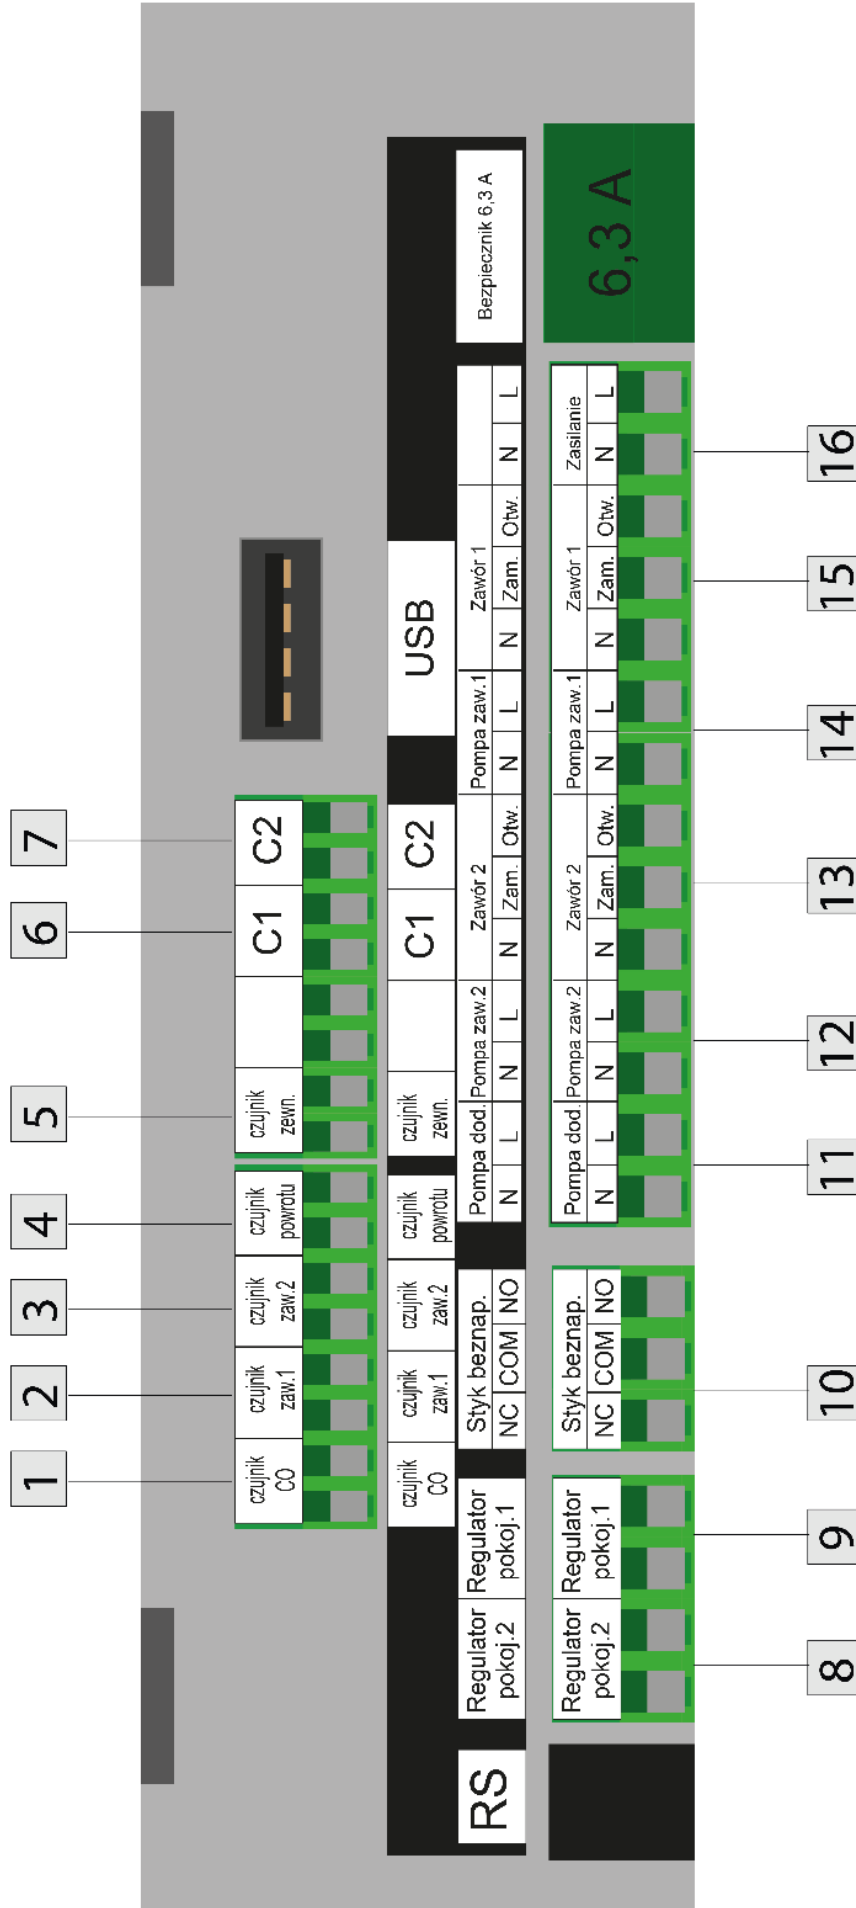 1 2 3 4 5 6 7
czujnik czujnik czujnik czujnik czujnik C1 C2
CO zaw.1 zaw.2 powrotu zewn.
czujnik czujnik czujnik czujnik czujnik C1 C2 USB
CO zaw.1 zaw.2 powrotu zewn.
RS
Regulator Regulator Styk beznap. Pompa dod. Pompa zaw.2 Zawór 2 Pompa zaw.1 Zawór 1 Bezpiecznik 6,3 A
pokoj.2 pokoj.1 NC COM NO N L N L N Zam. Otw. N L N Zam. Otw. N L
Regulator Regulator Styk beznap. Pompa dod. Pompa zaw.2 Zawór 2 Pompa zaw.1 Zawór 1 Zasilanie
pokoj.2 pokoj.1 NC COM NO N L N L N Zam. Otw. N L N Zam. Otw. N L
6,3 A
8 9 10 11 12 13 14 15 16